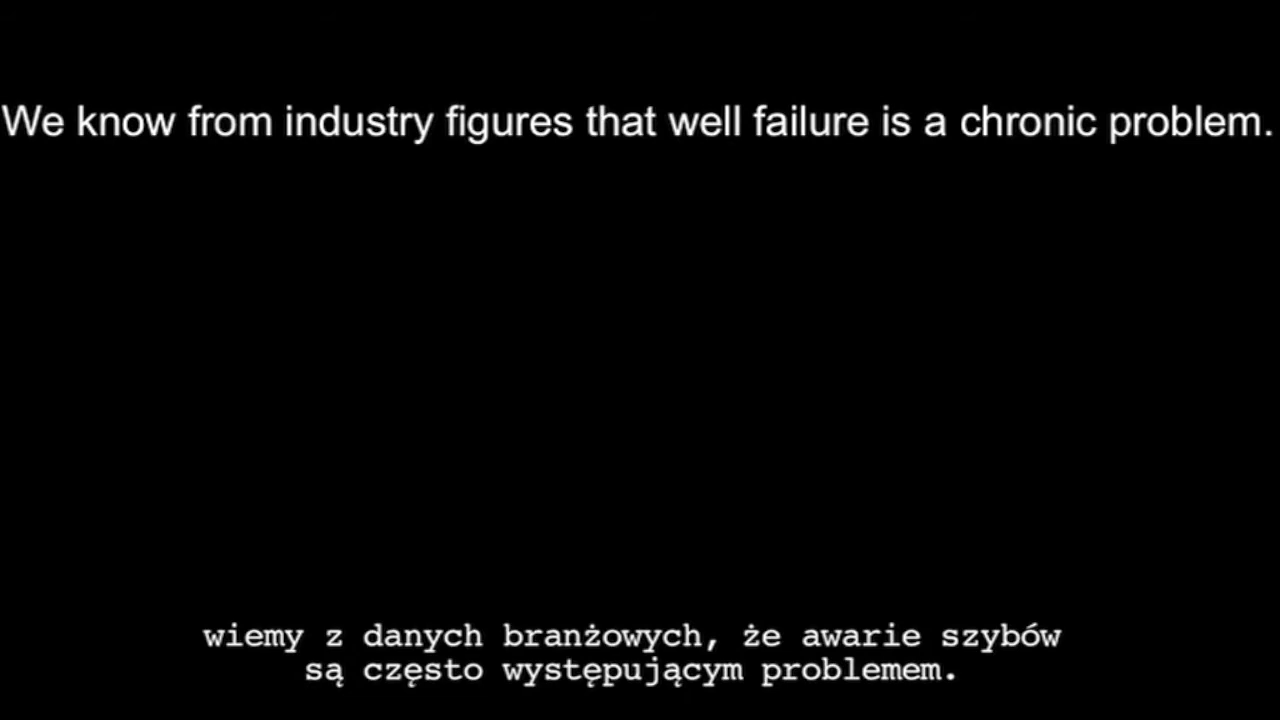 We know from industry figures that well failure is a chronic problem.
wiemy z danych branżowych, że awarie szybów
są często występującym problemem.